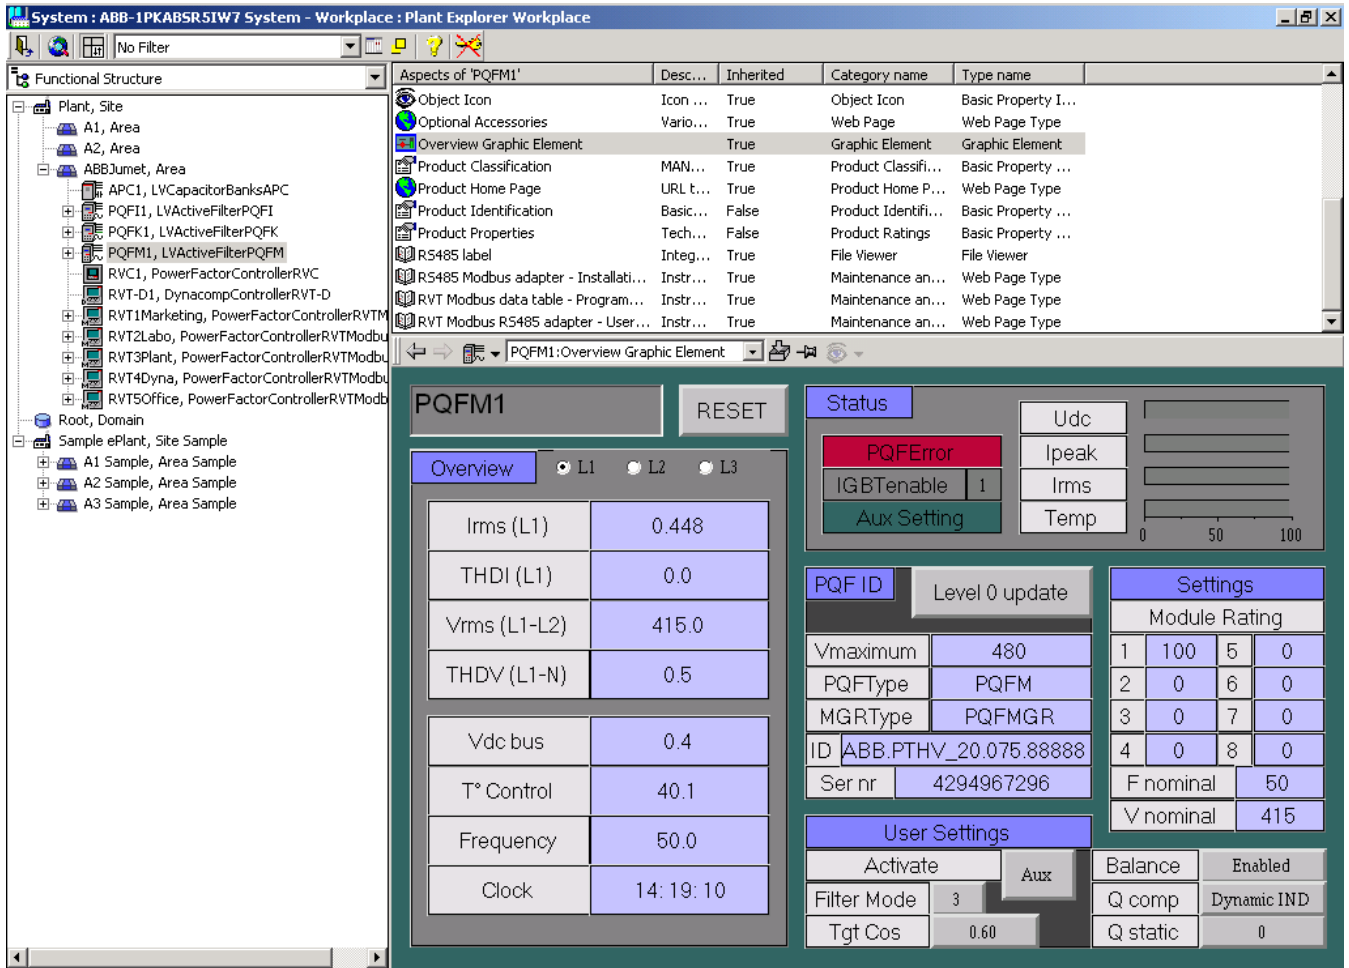 System : ABB-1PKABSR5IW7 System - Workplace : Plant Explorer Workplace
No Filter
Functional Structure
Plant, Site
A1, Area
A2, Area
ABBJumet, Area
APC1, LVCapacitorBanksAPC
PQFI1, LVActiveFilterPQFI
PQFK1, LVActiveFilterPQFK
PQFM1, LVActiveFilterPQFM
RVC1, PowerFactorControllerRVC
RVT-D1, DynacompControllerRVT-D
RVT1Marketing, PowerFactorControllerRVTM
RVT2Labo, PowerFactorControllerRVTModbu
RVT3Plant, PowerFactorControllerRVTModbu
RVT4Dyna, PowerFactorControllerRVTModbu
RVT5Office, PowerFactorControllerRVTModb
Root, Domain
Sample ePlant, Site Sample
A1 Sample, Area Sample
A2 Sample, Area Sample
A3 Sample, Area Sample
Aspects of 'PQFM1' Desc... Inherited Category name Type name
Object Icon Icon ... True Object Icon Basic Property I...
Optional Accessories Vario... True Web Page Web Page Type
Overview Graphic Element True Graphic Element Graphic Element
Product Classification MAN... True Product Classifi... Basic Property ...
Product Home Page URL t... True Product Home P... Web Page Type
Product Identification Basic... False Product Identifi... Basic Property ...
Product Properties Tech... False Product Ratings Basic Property ...
RS485 label Integ... True File Viewer File Viewer
RS485 Modbus adapter - Installati... Instr... True Maintenance an... Web Page Type
RVT Modbus data table - Program... Instr... True Maintenance an... Web Page Type
RVT Modbus RS485 adapter - User... Instr... True Maintenance an... Web Page Type
PQFM1:Overview Graphic Element
PQFM1 RESET
Overview L1 L2 L3
Irms (L1) 0.448
THDI (L1) 0.0
Vrms (L1-L2) 415.0
THDV (L1-N) 0.5
Vdc bus 0.4
T° Control 40.1
Frequency 50.0
Clock 14: 19: 10
Status
PQFError
IGBTenable 1
Aux Setting
Udc
Ipeak
Irms
Temp
0 50 100
PQF ID Level 0 update
Vmaximum 480
PQFType PQFM
MGRType PQFMGR
ID ABB.PTHV_20.075.88888
Ser nr 4294967296
Settings
Module Rating
1 100 5 0
2 0 6 0
3 0 7 0
4 0 8 0
F nominal 50
V nominal 415
User Settings
Activate Aux Balance Enabled
Filter Mode 3 Q comp Dynamic IND
Tgt Cos 0.60 Q static 0